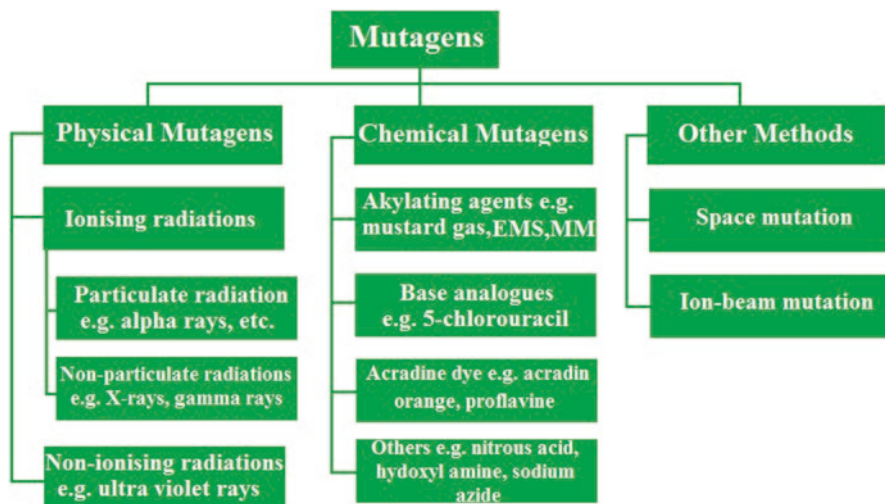 Mutagens
Physical Mutagens
Ionising radiations
Particulate radiation
e.g. alpha rays, etc.
Non-particulate radiations
e.g. X-rays, gamma rays
Non-ionising radiations
e.g. ultra violet rays
Chemical Mutagens
Akylating agents e.g.
mustard gas,EMS,MM
Base analogues
e.g. 5-chlorouracil
Acradine dye e.g. acradin
orange, proflavine
Others e.g. nitrous acid,
hydoxyl amine, sodium
azide
Other Methods
Space mutation
Ion-beam mutation